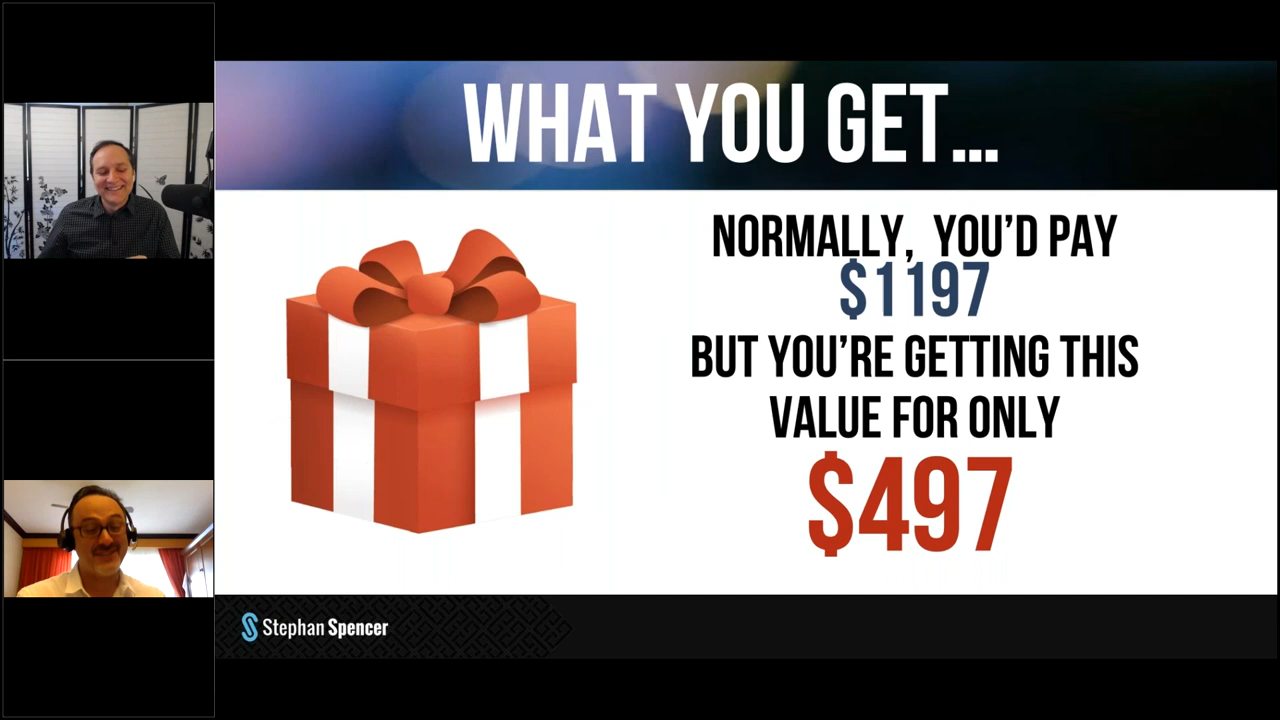 WHAT YOU GET...
NORMALLY, YOU'D PAY
$1197
BUT YOU'RE GETTING THIS
VALUE FOR ONLY
$497
Stephan Spencer